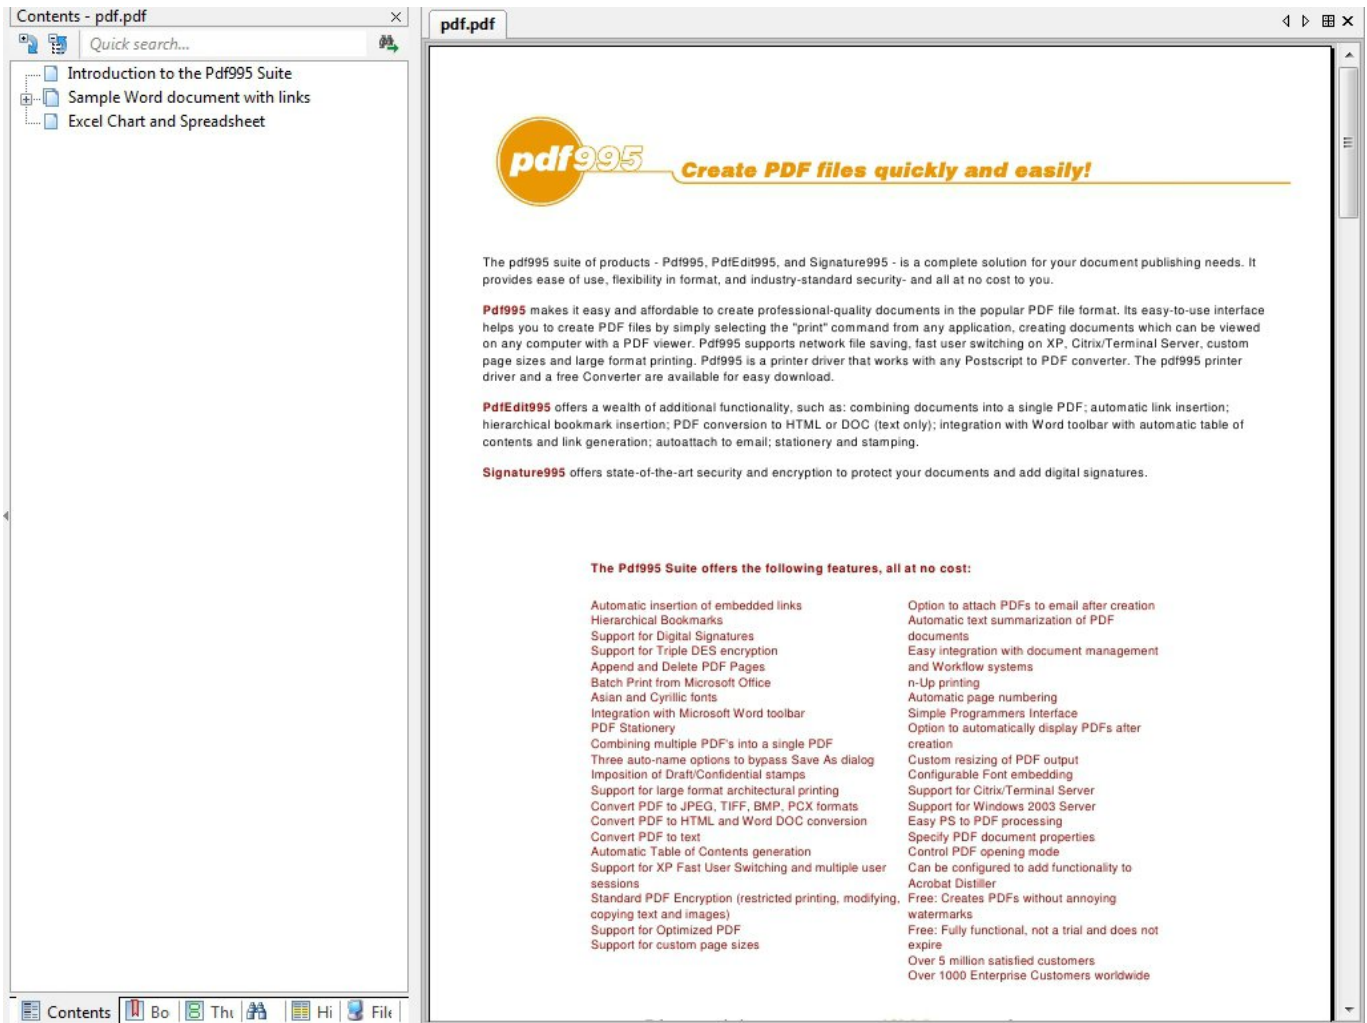 Contents - pdf.pdf
Quick search...
Introduction to the Pdf995 Suite
Sample Word document with links
Excel Chart and Spreadsheet
Contents
Bo
Thu
Hi
File
pdf.pdf
pdf995
Create PDF files quickly and easily!
The pdf995 suite of products - Pdf995, PdfEdit995, and Signature995 - is a complete solution for your document publishing needs. It
provides ease of use, flexibility in format, and industry-standard security- and all at no cost to you.
Pdf995 makes it easy and affordable to create professional-quality documents in the popular PDF file format. Its easy-to-use interface
helps you to create PDF files by simply selecting the "print" command from any application, creating documents which can be viewed
on any computer with a PDF viewer. Pdf995 supports network file saving, fast user switching on XP, Citrix/Terminal Server, custom
page sizes and large format printing. Pdf995 is a printer driver that works with any Postscript to PDF converter. The pdf995 printer
driver and a free Converter are available for easy download.
PdfEdit995 offers a wealth of additional functionality, such as: combining documents into a single PDF; automatic link insertion;
hierarchical bookmark insertion; PDF conversion to HTML or DOC (text only); integration with Word toolbar with automatic table of
contents and link generation; autoattach to email; stationery and stamping.
Signature995 offers state-of-the-art security and encryption to protect your documents and add digital signatures.
The Pdf995 Suite offers the following features, all at no cost:
Automatic insertion of embedded links
Hierarchical Bookmarks
Support for Digital Signatures
Support for Triple DES encryption
Append and Delete PDF Pages
Batch Print from Microsoft Office
Asian and Cyrillic fonts
Integration with Microsoft Word toolbar
PDF Stationery
Combining multiple PDF's into a single PDF
Three auto-name options to bypass Save As dialog
Imposition of Draft/Confidential stamps
Support for large format architectural printing
Convert PDF to JPEG, TIFF, BMP, PCX formats
Convert PDF to HTML and Word DOC conversion
Convert PDF to text
Automatic Table of Contents generation
Support for XP Fast User Switching and multiple user
sessions
Standard PDF Encryption (restricted printing, modifying,
copying text and images)
Support for Optimized PDF
Support for custom page sizes
Option to attach PDFs to email after creation
Automatic text summarization of PDF
documents
Easy integration with document management
and Workflow systems
n-Up printing
Automatic page numbering
Simple Programmers Interface
Option to automatically display PDFs after
creation
Custom resizing of PDF output
Configurable Font embedding
Support for Citrix/Terminal Server
Support for Windows 2003 Server
Easy PS to PDF processing
Specify PDF document properties
Control PDF opening mode
Can be configured to add functionality to
Acrobat Distiller
Free: Creates PDFs without annoying
watermarks
Free: Fully functional, not a trial and does not
expire
Over 5 million satisfied customers
Over 1000 Enterprise Customers worldwide